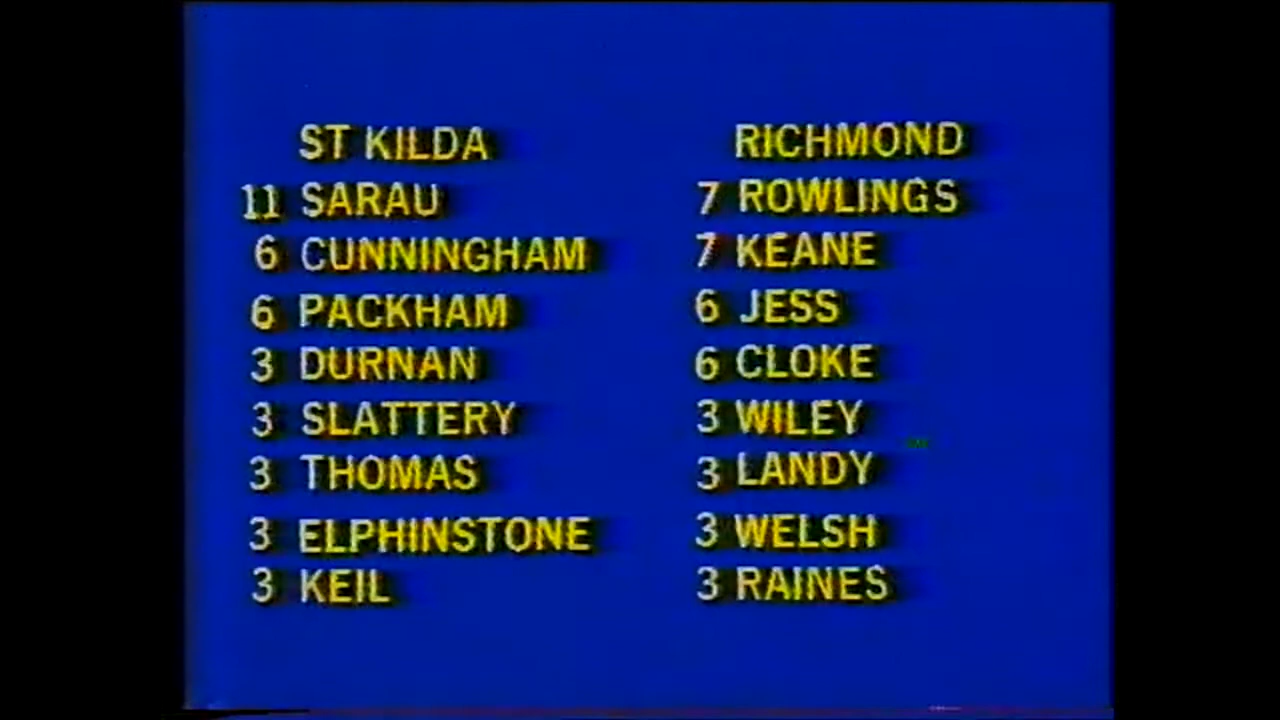 ST KILDA RICHMOND
11 SARAU 7 ROWLINGS
6 CUNNINGHAM 7 KEANE
6 PACKHAM 6 JESS
3 DURNAN 6 CLOKE
3 SLATTERY 3 WILEY
3 THOMAS 3 LANDY
3 ELPHINSTONE 3 WELSH
3 KEIL 3 RAINES